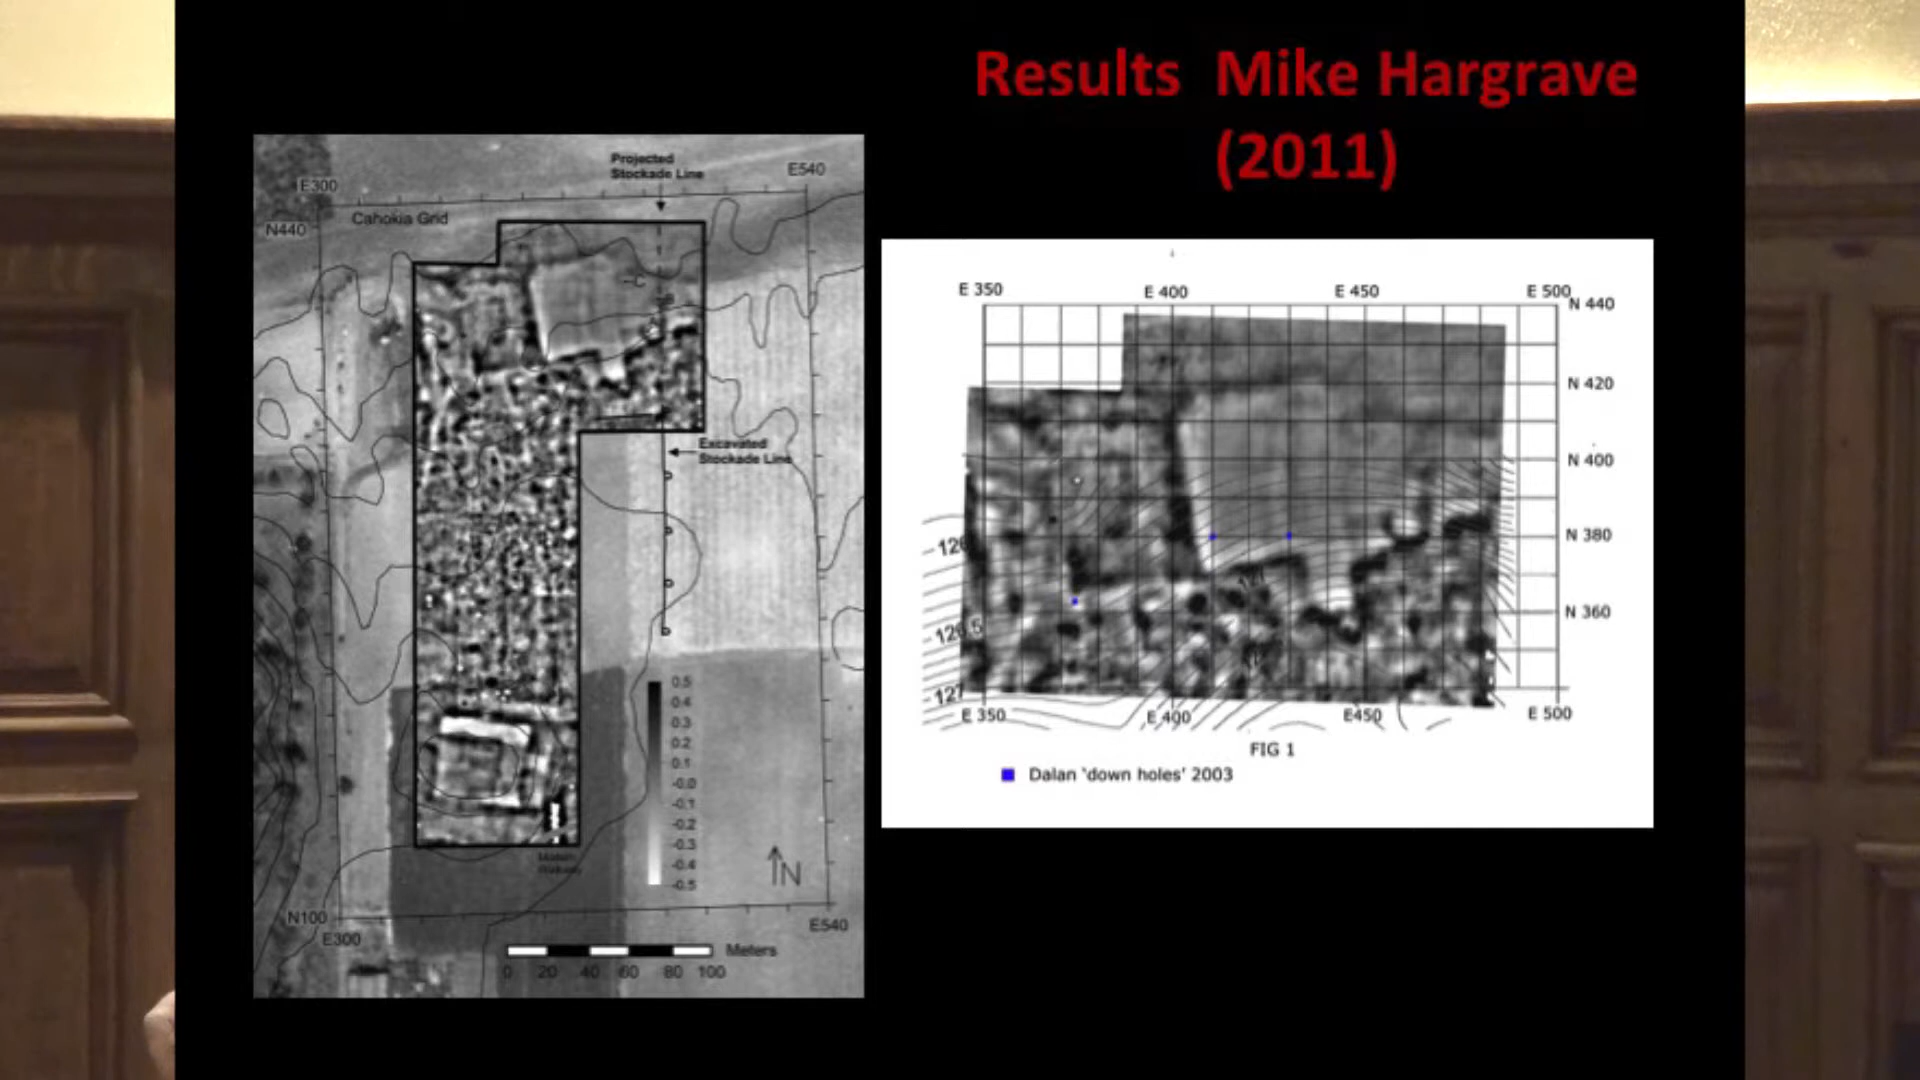 Results Mike Hargrave
(2011)
Projected
Stockade Line
E300
E540
Cahokia Grid
N440
Excavated
Stockade Line
0.5
0.4
0.3
0.2
0.1
-0.0
-0.1
-0.2
-0.3
-0.4
-0.5
N
N100
E300
E540
Meters
0 20 40 60 80 100
E 350 E 400 E 450 E 500
N 440
N 420
N 400
N 380
N 360
126.5
127
E 350 E 400 E450 E 500
FIG 1
Dalan 'down holes' 2003